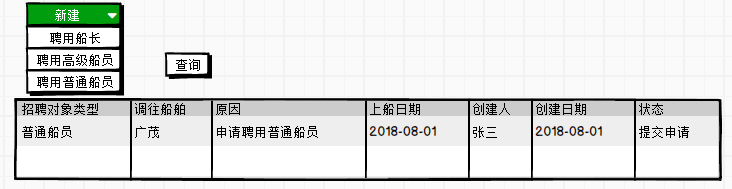 新建
聘用船长
聘用高级船员
聘用普通船员
查询
招聘对象类型 调往船舶 原因 上船日期 创建人 创建日期 状态
普通船员 广茂 申请聘用普通船员 2018-08-01 张三 2018-08-01 提交申请